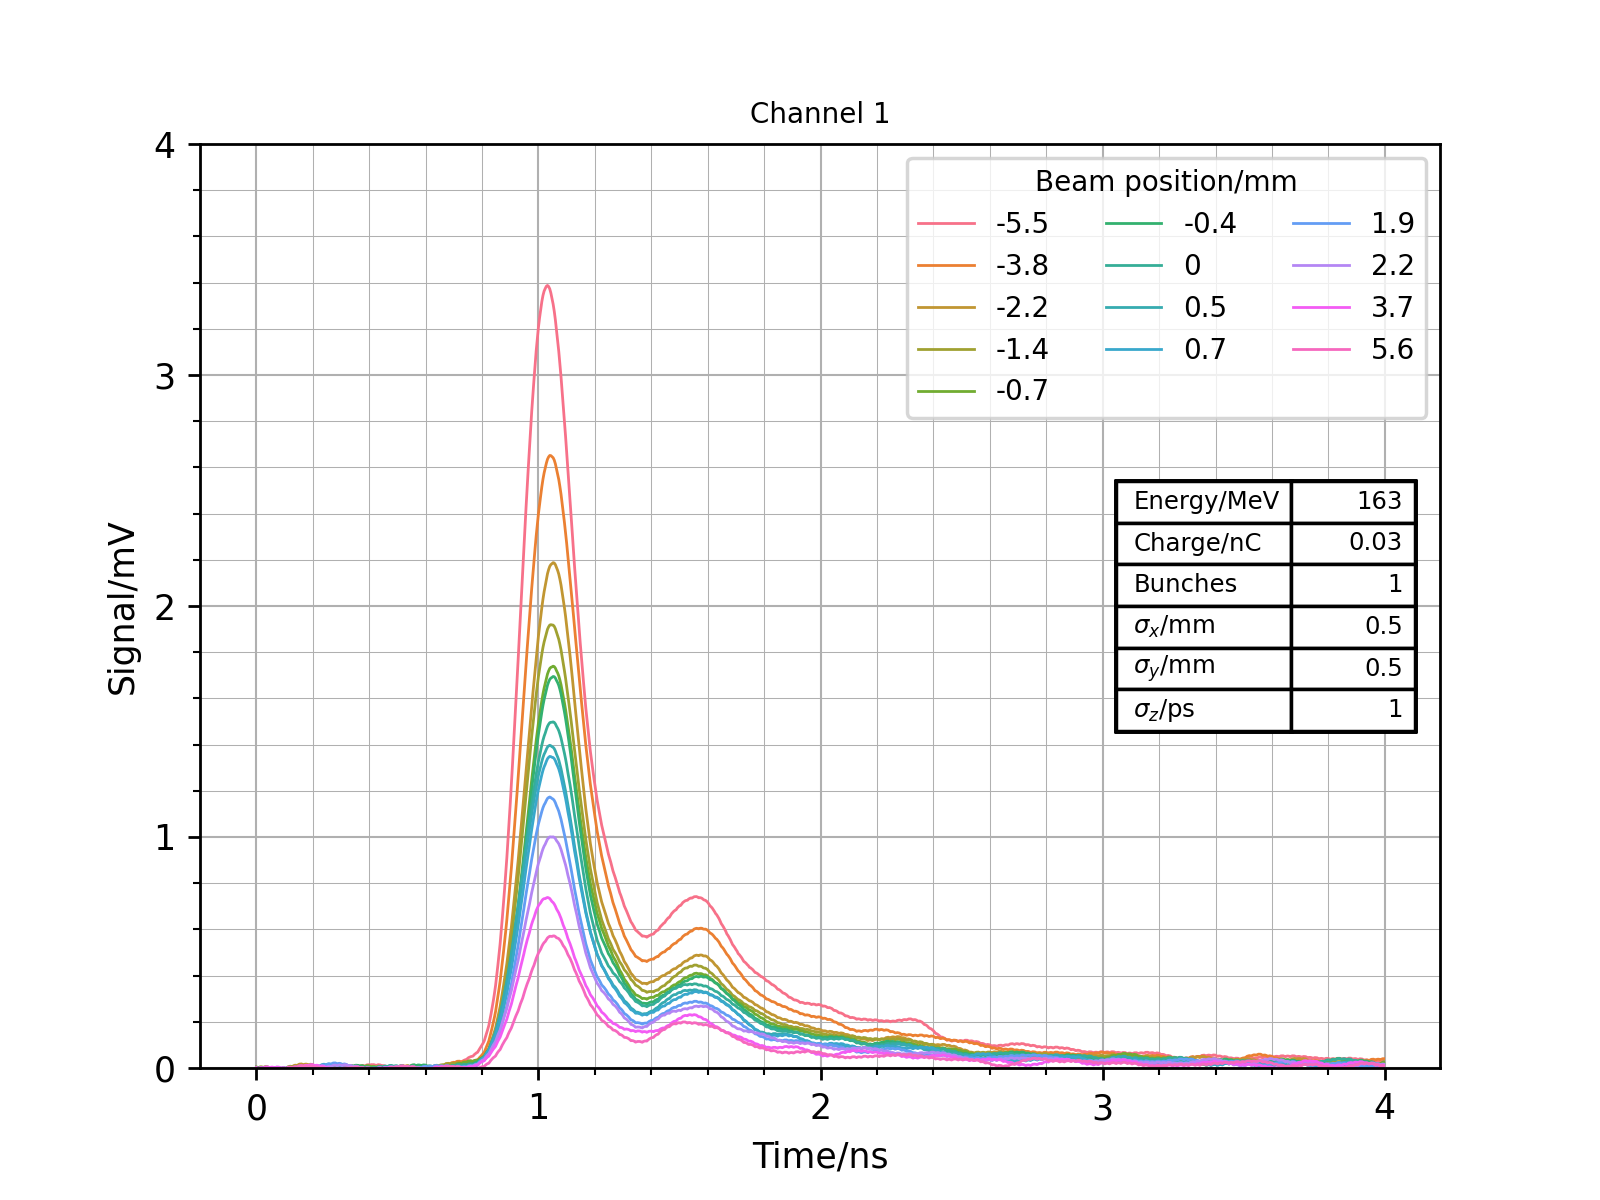 Channel 1
4
3
2
1
0
Signal/mV
Beam position/mm
-5.5 -0.4 1.9
-3.8 0 2.2
-2.2 0.5 3.7
-1.4 0.7 5.6
-0.7
Energy/MeV 163
Charge/nC 0.03
Bunches 1
σx/mm 0.5
σy/mm 0.5
σz/ps 1
0 1 2 3 4
Time/ns